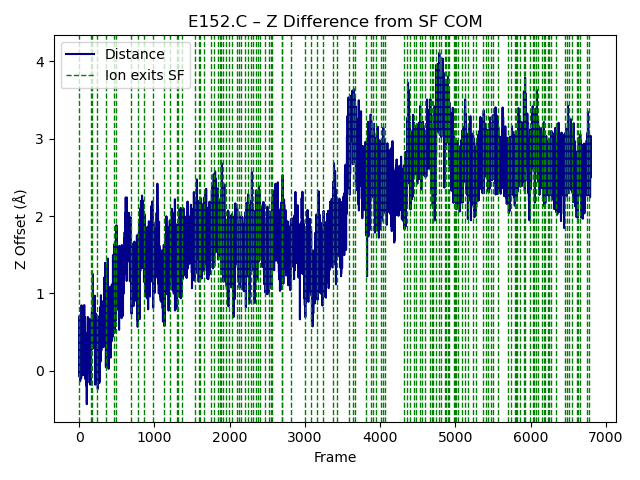 E152.C – Z Difference from SF COM
Distance
Ion exits SF
Z Offset (Å)
4
3
2
1
0
0 1000 2000 3000 4000 5000 6000 7000
Frame